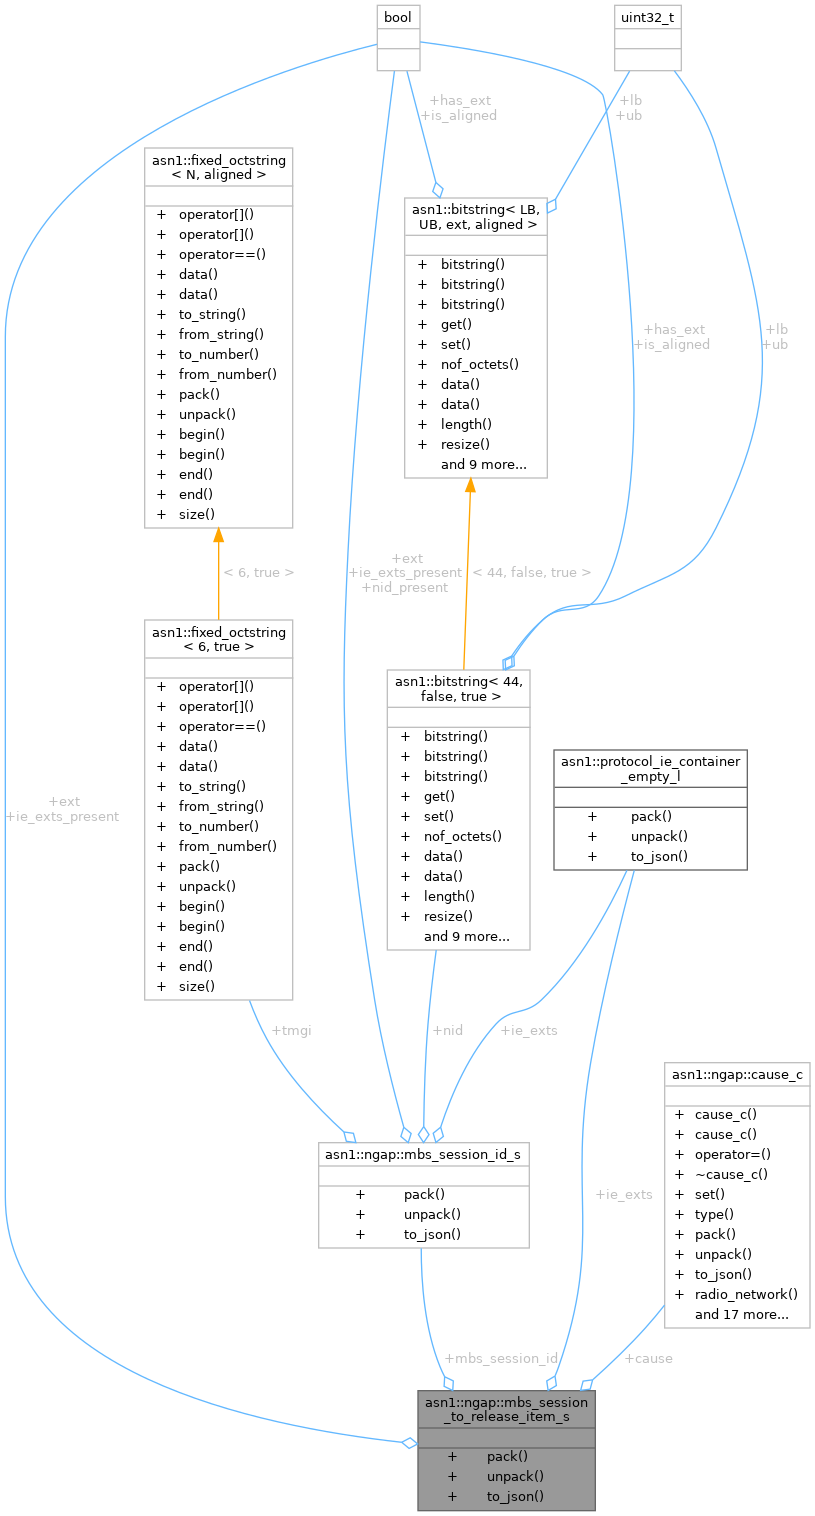 bool
uint32_t
+has_ext
+is_aligned
+lb
+ub
asn1::fixed_octstring
< N, aligned >
+ operator[]()
+ operator[]()
+ operator==()
+ data()
+ data()
+ to_string()
+ from_string()
+ to_number()
+ from_number()
+ pack()
+ unpack()
+ begin()
+ begin()
+ end()
+ end()
+ size()
asn1::bitstring< LB,
UB, ext, aligned >
+ bitstring()
+ bitstring()
+ bitstring()
+ get()
+ set()
+ nof_octets()
+ data()
+ data()
+ length()
+ resize()
and 9 more...
+has_ext
+is_aligned
+lb
+ub
< 6, true >
+ext
+ie_exts_present
+nid_present
< 44, false, true >
asn1::fixed_octstring
< 6, true >
+ operator[]()
+ operator[]()
+ operator==()
+ data()
+ data()
+ to_string()
+ from_string()
+ to_number()
+ from_number()
+ pack()
+ unpack()
+ begin()
+ begin()
+ end()
+ end()
+ size()
asn1::bitstring< 44,
false, true >
+ bitstring()
+ bitstring()
+ bitstring()
+ get()
+ set()
+ nof_octets()
+ data()
+ data()
+ length()
+ resize()
and 9 more...
asn1::protocol_ie_container
_empty_l
+ pack()
+ unpack()
+ to_json()
+ext
+ie_exts_present
+tmgi
+nid
+ie_exts
asn1::ngap::cause_c
+ cause_c()
+ cause_c()
+ operator=()
+ ~cause_c()
+ set()
+ type()
+ pack()
+ unpack()
+ to_json()
+ radio_network()
and 17 more...
asn1::ngap::mbs_session_id_s
+ pack()
+ unpack()
+ to_json()
+ie_exts
+mbs_session_id
+cause
asn1::ngap::mbs_session
_to_release_item_s
+ pack()
+ unpack()
+ to_json()